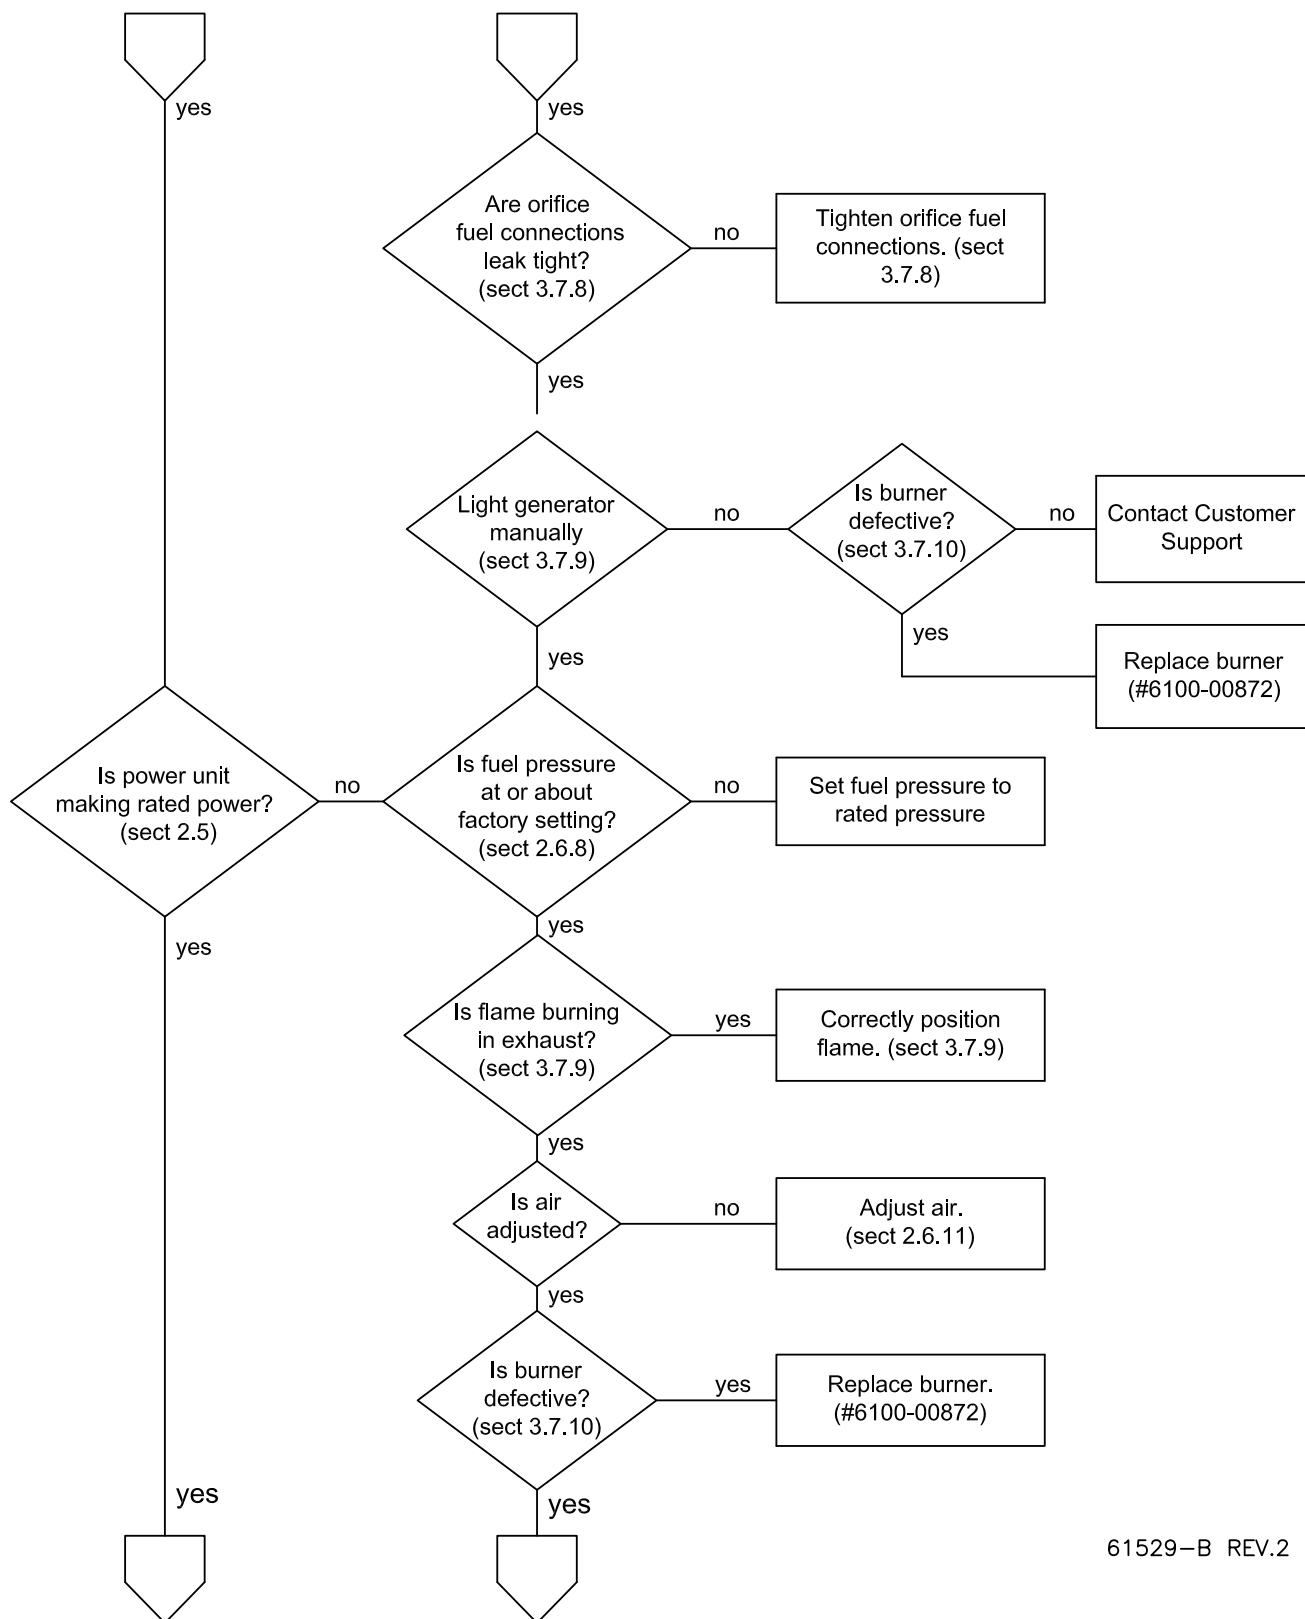 yes
yes
Are orifice
fuel connections
leak tight?
(sect 3.7.8)
no
Tighten orifice fuel
connections. (sect
3.7.8)
yes
Light generator
manually
(sect 3.7.9)
no
Is burner
defective?
(sect 3.7.10)
no
Contact Customer
Support
yes
Replace burner
(#6100-00872)
yes
Is power unit
making rated power?
(sect 2.5)
no
Is fuel pressure
at or about
factory setting?
(sect 2.6.8)
no
Set fuel pressure to
rated pressure
yes
yes
Is flame burning
in exhaust?
(sect 3.7.9)
yes
Correctly position
flame. (sect 3.7.9)
yes
Is air
adjusted?
no
Adjust air.
(sect 2.6.11)
yes
Is burner
defective?
(sect 3.7.10)
yes
Replace burner.
(#6100-00872)
yes
yes
61529-B REV.2